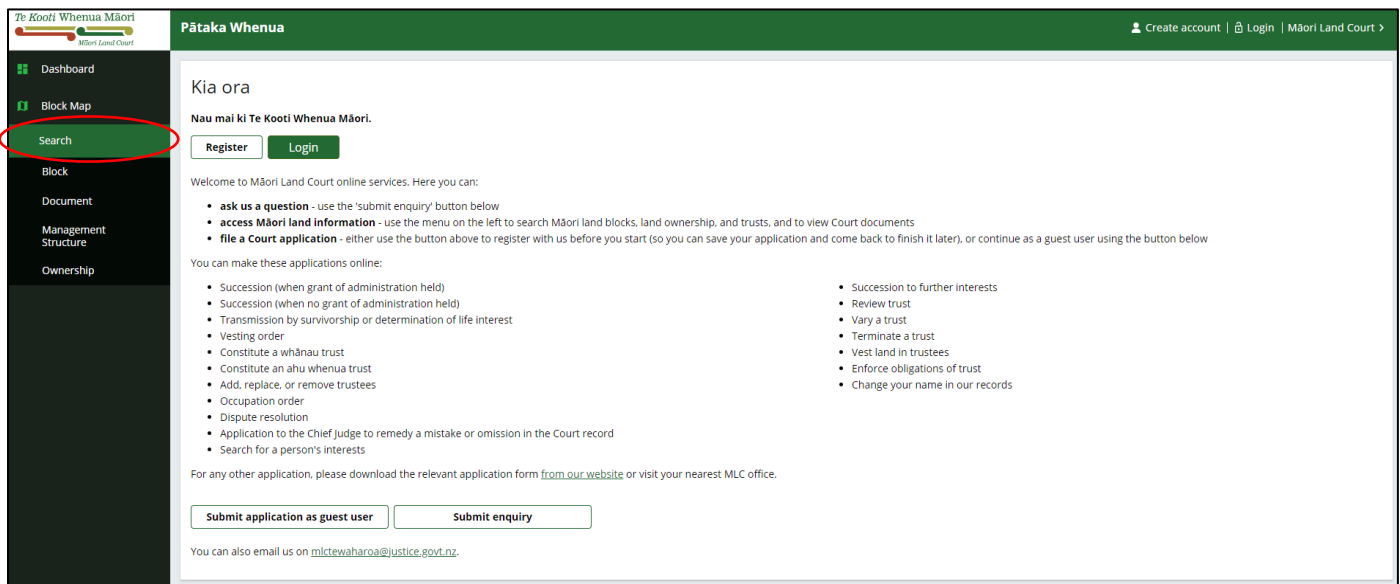 Te Kooti Whenua Māori
Māori Land Court
Pātaka Whenua
Create account | Login | Māori Land Court >
Dashboard
Block Map
Search
Block
Document
Management
Structure
Ownership
Kia ora
Nau mai ki Te Kooti Whenua Māori.
Register
Login
Welcome to Māori Land Court online services. Here you can:
• ask us a question - use the 'submit enquiry' button below
• access Māori land information - use the menu on the left to search Māori land blocks, land ownership, and trusts, and to view Court documents
• file a Court application - either use the button above to register with us before you start (so you can save your application and come back to finish it later), or continue as a guest user using the button below
You can make these applications online:
• Succession (when grant of administration held)
• Succession (when no grant of administration held)
• Transmission by survivorship or determination of life interest
• Vesting order
• Constitute a whānau trust
• Constitute an ahu whenua trust
• Add, replace, or remove trustees
• Occupation order
• Dispute resolution
• Application to the Chief Judge to remedy a mistake or omission in the Court record
• Search for a person's interests
• Succession to further interests
• Review trust
• Vary a trust
• Terminate a trust
• Vest land in trustees
• Enforce obligations of trust
• Change your name in our records
For any other application, please download the relevant application form from our website or visit your nearest MLC office.
Submit application as guest user
Submit enquiry
You can also email us on mlctewaharoa@justice.govt.nz.